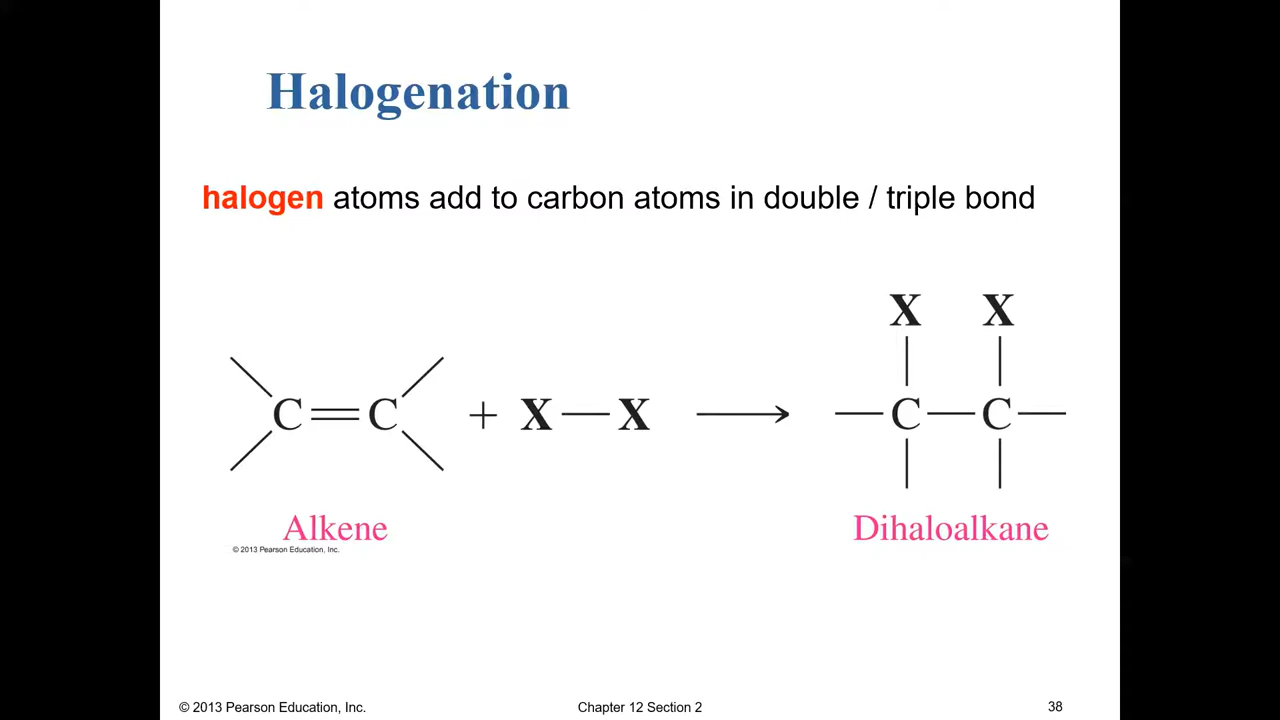 Halogenation
halogen atoms add to carbon atoms in double / triple bond
X X
C=C + X—X ⟶ —C—C—
Alkene Dihaloalkane
© 2013 Pearson Education, Inc.
© 2013 Pearson Education, Inc. Chapter 12 Section 2 38